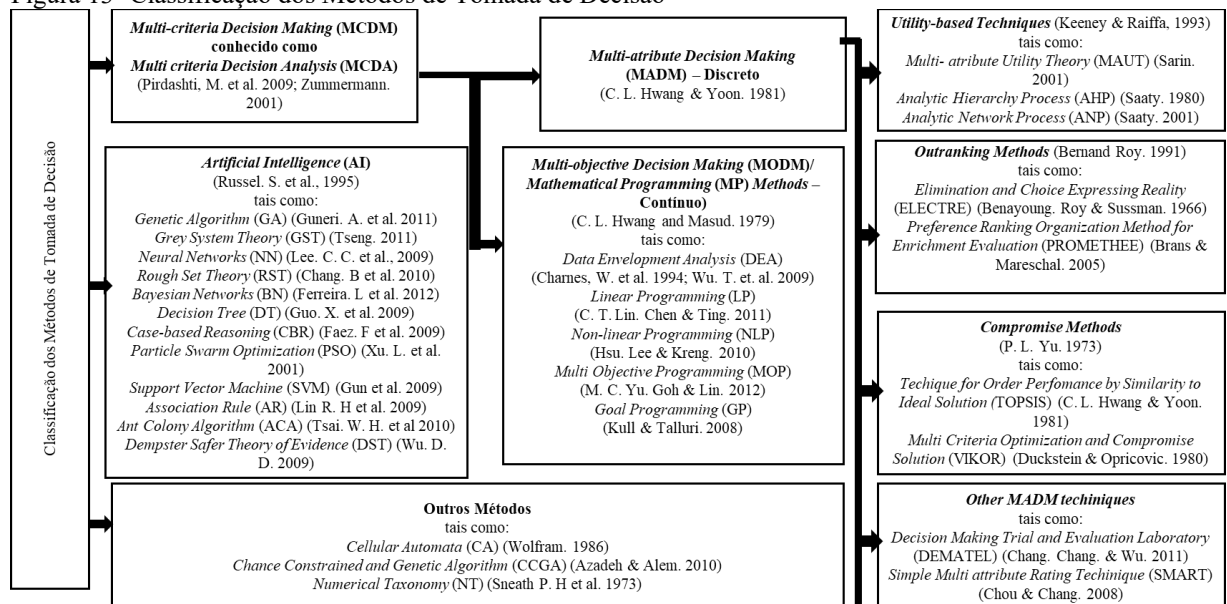 Figura 15- Classificação dos Métodos de Tomada de Decisão
Classificação dos Métodos de Tomada de Decisão
Multi-criteria Decision Making (MCDM)
conhecido como
Multi criteria Decision Analysis (MCDA)
(Pirdashti, M. et al. 2009; Zummermann.
2001)
Artificial Intelligence (AI)
(Russel. S. et al., 1995)
tais como:
Genetic Algorithm (GA) (Guneri. A. et al. 2011)
Grey System Theory (GST) (Tseng. 2011)
Neural Networks (NN) (Lee. C. C. et al., 2009)
Rough Set Theory (RST) (Chang. B et al. 2010)
Bayesian Networks (BN) (Ferreira. L et al. 2012)
Decision Tree (DT) (Guo. X. et al. 2009)
Case-based Reasoning (CBR) (Faez. F et al. 2009)
Particle Swarm Optimization (PSO) (Xu. L. et al.
2001)
Support Vector Machine (SVM) (Gun et al. 2009)
Association Rule (AR) (Lin R. H et al. 2009)
Ant Colony Algorithm (ACA) (Tsai. W. H. et al 2010)
Dempster Safer Theory of Evidence (DST) (Wu. D.
D. 2009)
Outros Métodos
tais como:
Cellular Automata (CA) (Wolfram. 1986)
Chance Constrained and Genetic Algorithm (CCGA) (Azadeh & Alem. 2010)
Numerical Taxonomy (NT) (Sneath P. H et al. 1973)
Multi-atribute Decision Making
(MADM) – Discreto
(C. L. Hwang & Yoon. 1981)
Multi-objective Decision Making (MODM)/
Mathematical Programming (MP) Methods –
Contínuo)
(C. L. Hwang and Masud. 1979)
tais como:
Data Envelopment Analysis (DEA)
(Charnes, W. et al. 1994; Wu. T. et. al. 2009)
Linear Programming (LP)
(C. T. Lin. Chen & Ting. 2011)
Non-linear Programming (NLP)
(Hsu. Lee & Kreng. 2010)
Multi Objective Programming (MOP)
(M. C. Yu. Goh & Lin. 2012)
Goal Programming (GP)
(Kull & Talluri. 2008)
Utility-based Techniques (Keeney & Raiffa, 1993)
tais como:
Multi- atribute Utility Theory (MAUT) (Sarin.
2001)
Analytic Hierarchy Process (AHP) (Saaty. 1980)
Analytic Network Process (ANP) (Saaty. 2001)
Outranking Methods (Bernand Roy. 1991)
tais como:
Elimination and Choice Expressing Reality
(ELECTRE) (Benayoung. Roy & Sussman. 1966)
Preference Ranking Organization Method for
Enrichment Evaluation (PROMETHEE) (Brans &
Mareschal. 2005)
Compromise Methods
(P. L. Yu. 1973)
tais como:
Techique for Order Perfomance by Similarity to
Ideal Solution (TOPSIS) (C. L. Hwang & Yoon.
1981)
Multi Criteria Optimization and Compromise
Solution (VIKOR) (Duckstein & Opricovic. 1980)
Other MADM techiniques
tais como:
Decision Making Trial and Evaluation Laboratory
(DEMATEL) (Chang. Chang. & Wu. 2011)
Simple Multi attribute Rating Techinique (SMART)
(Chou & Chang. 2008)